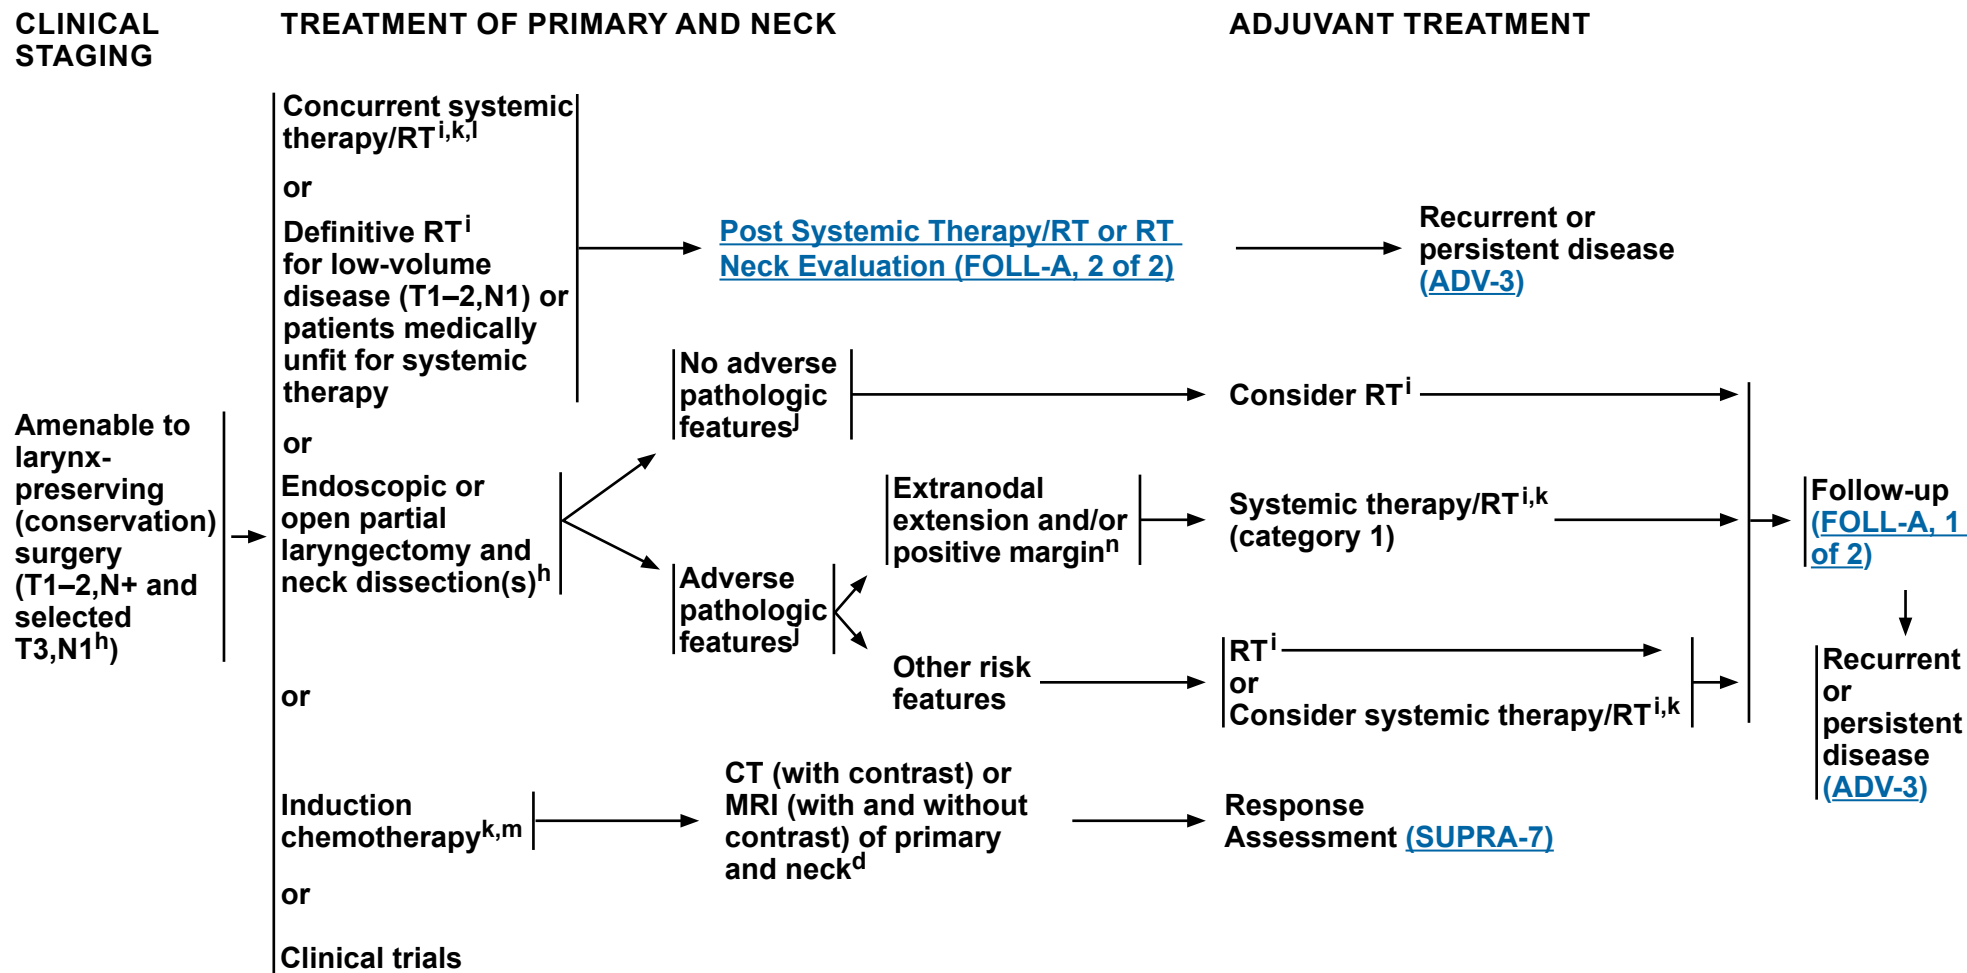 CLINICAL
STAGING
TREATMENT OF PRIMARY AND NECK
ADJUVANT TREATMENT
Amenable to
larynx-
preserving
(conservation)
surgery
(T1–2,N+ and
selected
T3,N1h)
Concurrent systemic
therapy/RTi,k,l
or
Definitive RTi
for low-volume
disease (T1–2,N1) or
patients medically
unfit for systemic
therapy
or
Endoscopic or
open partial
laryngectomy and
neck dissection(s)h
or
Induction
chemotherapyk,m
or
Clinical trials
Post Systemic Therapy/RT or RT
Neck Evaluation (FOLL-A, 2 of 2)
Recurrent or
persistent disease
(ADV-3)
No adverse
pathologic
featuresj
Consider RTi
Adverse
pathologic
featuresj
Extranodal
extension and/or
positive marginn
Systemic therapy/RTi,k
(category 1)
Other risk
features
RTi
or
Consider systemic therapy/RTi,k
CT (with contrast) or
MRI (with and without
contrast) of primary
and neckd
Response
Assessment (SUPRA-7)
Follow-up
(FOLL-A, 1
of 2)
Recurrent
or
persistent
disease
(ADV-3)